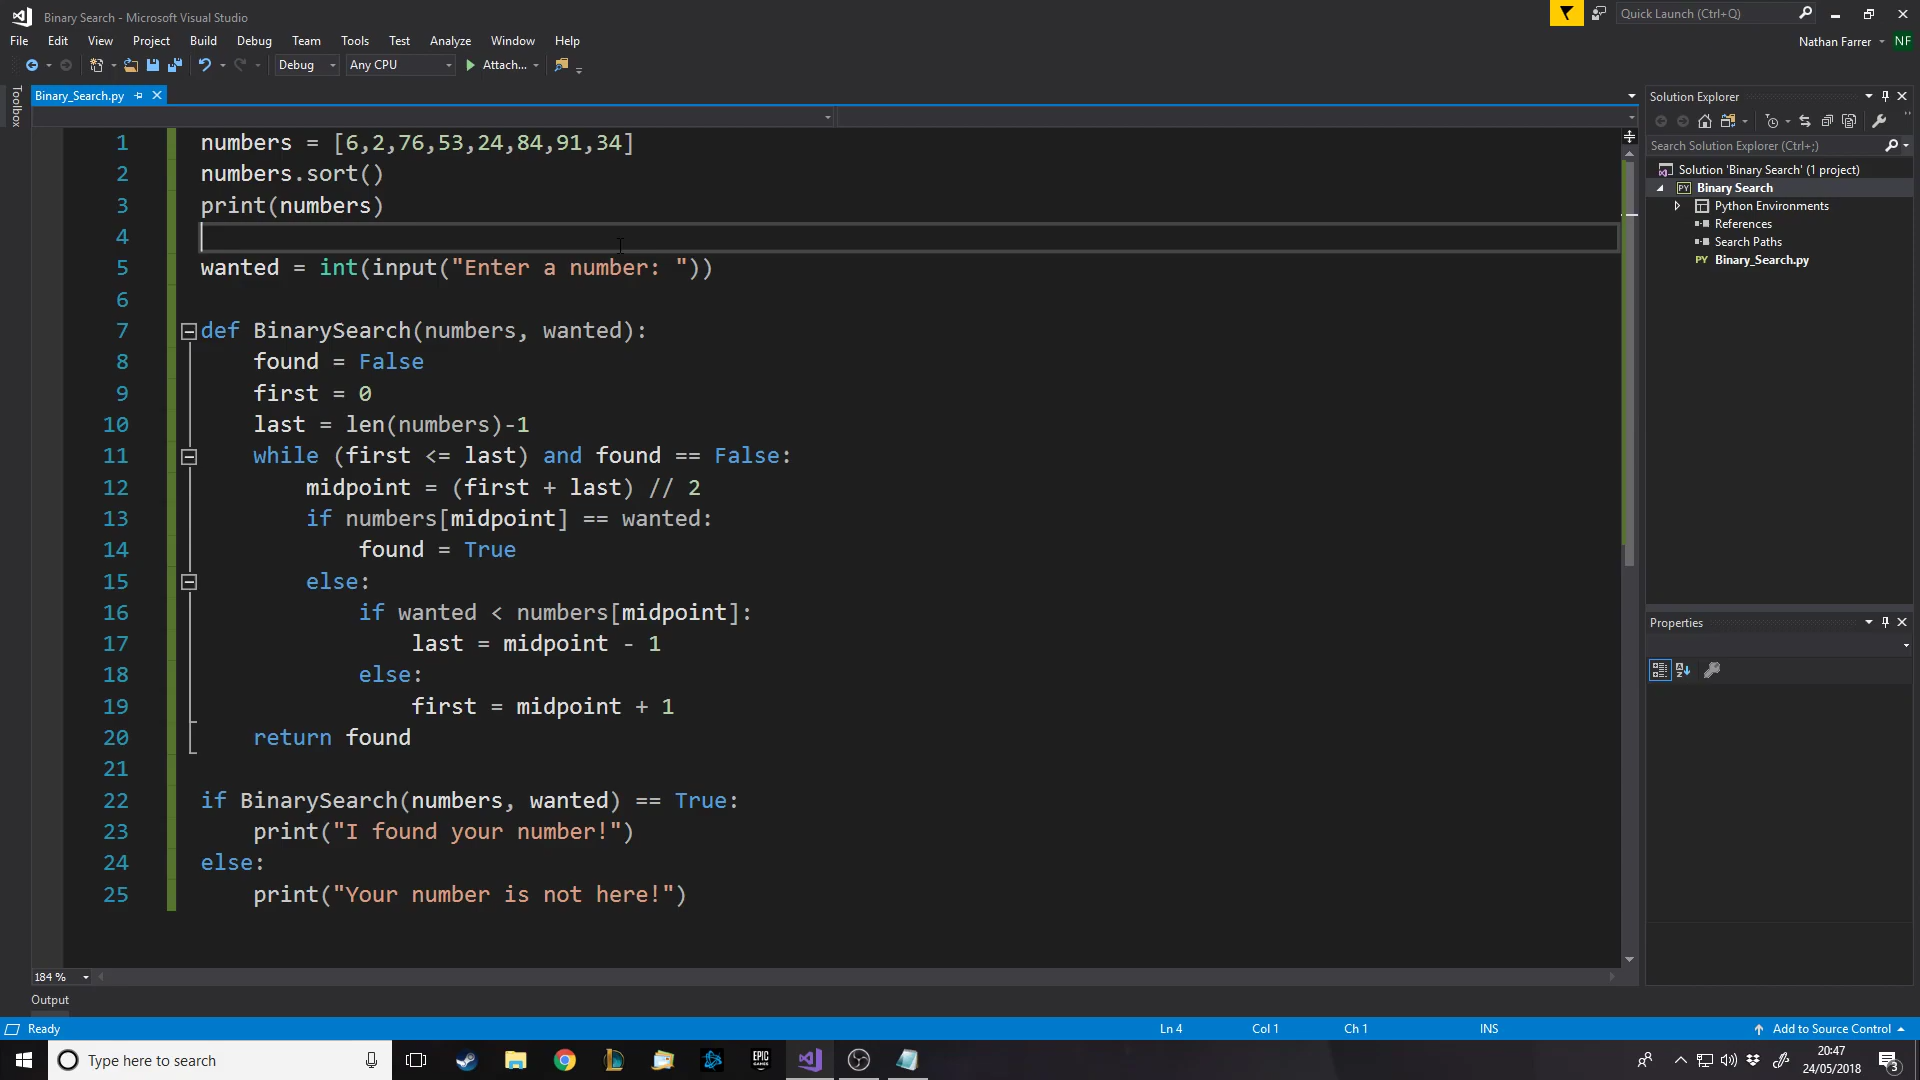 Binary Search - Microsoft Visual Studio
Quick Launch (Ctrl+Q)
File Edit View Project Build Debug Team Tools Test Analyze Window Help
Nathan Farrer NF
Debug Any CPU Attach...
Toolbox
Binary_Search.py
1 numbers = [6,2,76,53,24,84,91,34]
2 numbers.sort()
3 print(numbers)
4
5 wanted = int(input("Enter a number: "))
6
7 def BinarySearch(numbers, wanted):
8     found = False
9     first = 0
10     last = len(numbers)-1
11     while (first <= last) and found == False:
12         midpoint = (first + last) // 2
13         if numbers[midpoint] == wanted:
14             found = True
15         else:
16             if wanted < numbers[midpoint]:
17                 last = midpoint - 1
18             else:
19                 first = midpoint + 1
20     return found
21
22 if BinarySearch(numbers, wanted) == True:
23     print("I found your number!")
24 else:
25     print("Your number is not here!")
184 %
Output
Solution Explorer
Search Solution Explorer (Ctrl+;)
Solution 'Binary Search' (1 project)
PY Binary Search
Python Environments
References
Search Paths
PY Binary_Search.py
Properties
Ready Ln 4 Col 1 Ch 1 INS Add to Source Control
Type here to search
EPIC GAMES
20:47
24/05/2018
3